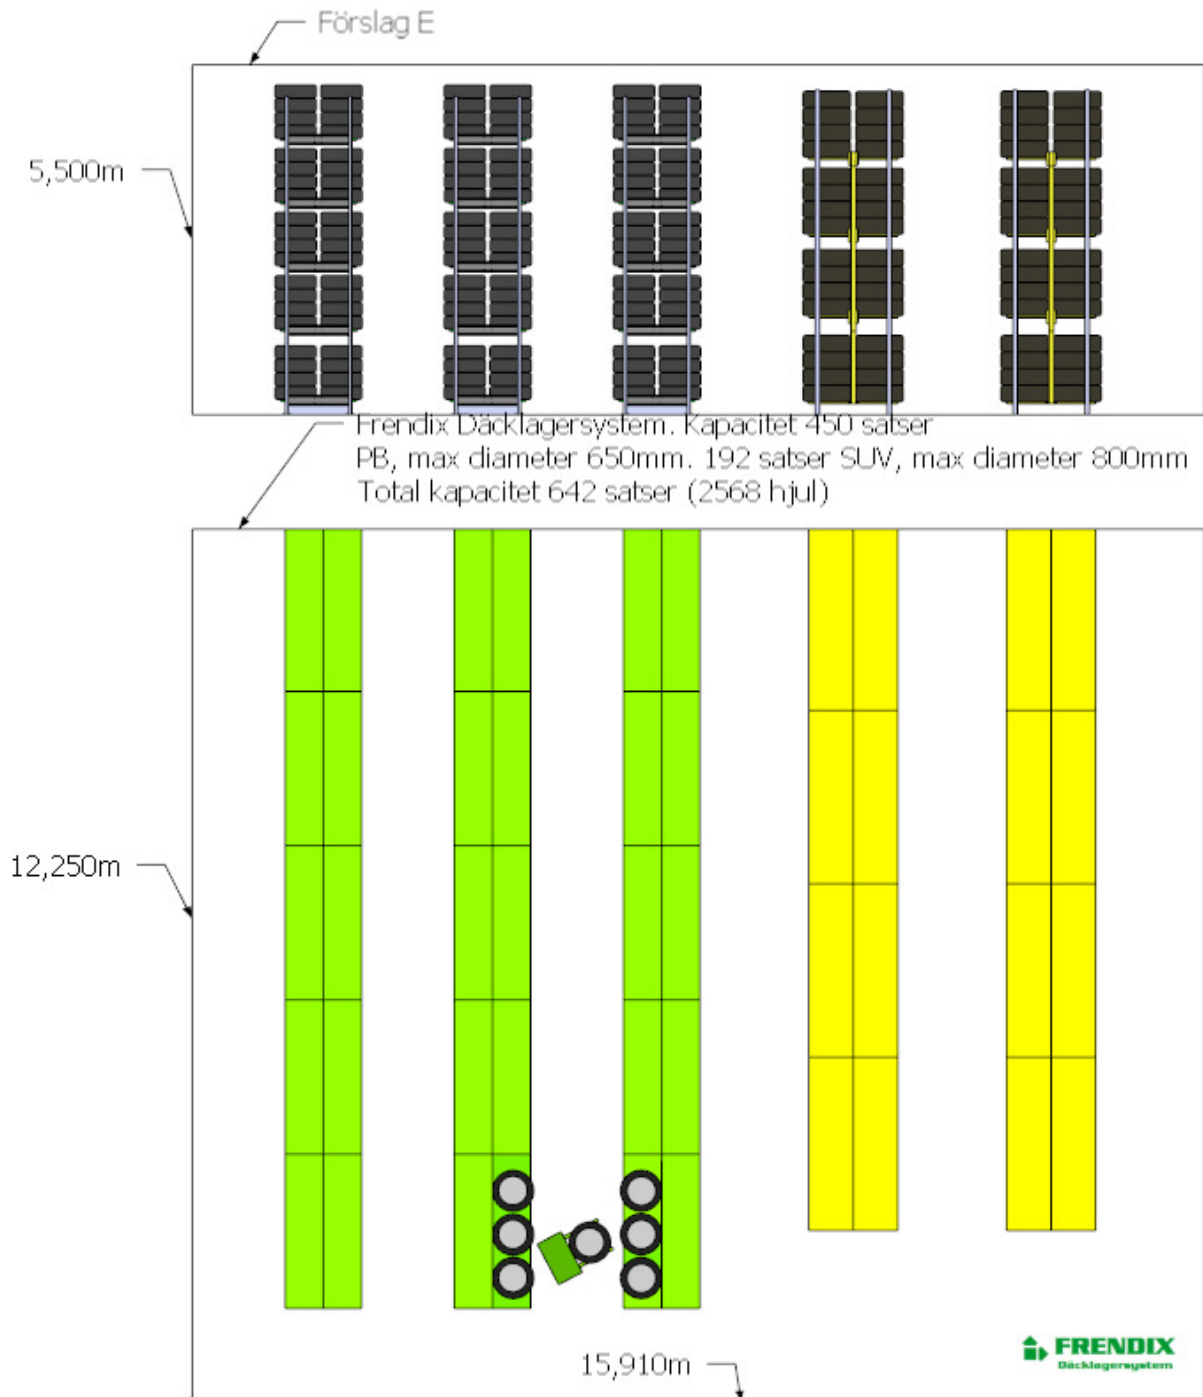 Förslag E
5,500m
Frendix Däcklagersystem. Kapacitet 450 satser
PB, max diameter 650mm. 192 satser SUV, max diameter 800mm
Total kapacitet 642 satser (2568 hjul)
12,250m
15,910m
FRENDIX
Däcklagersystem